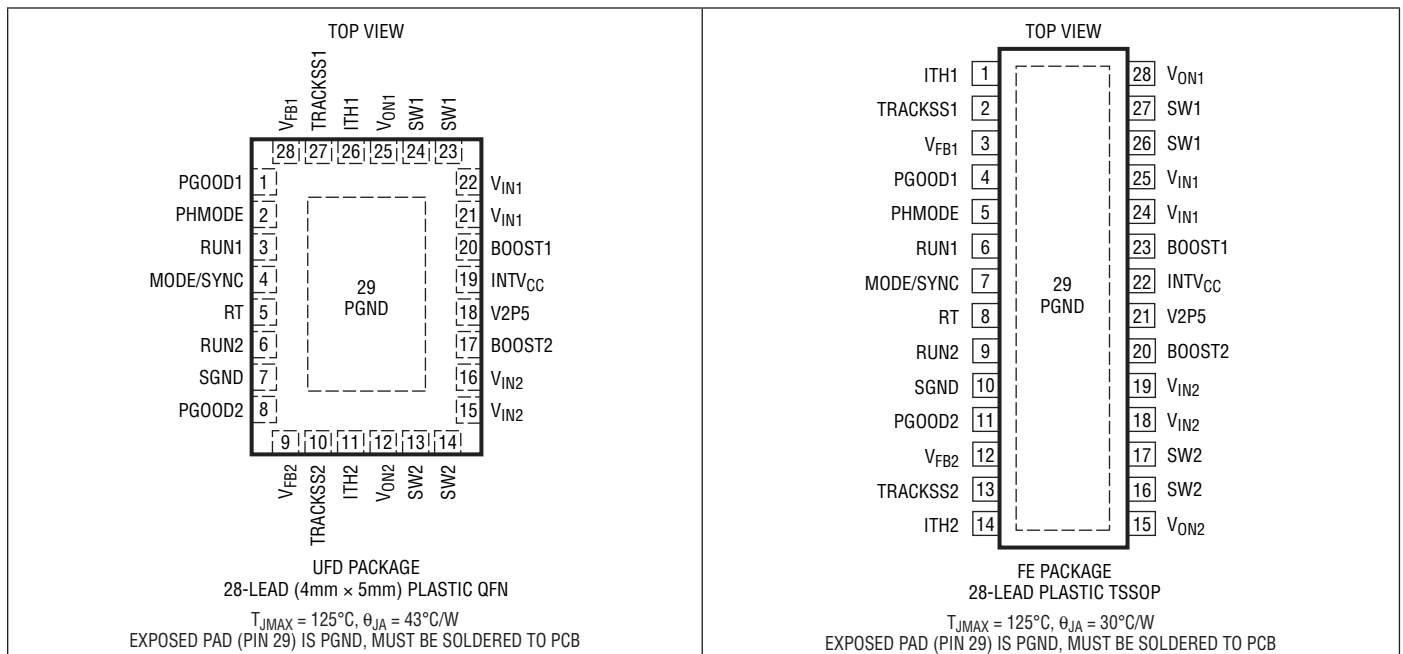 TOP VIEW
VFB1
TRACKSS1
ITH1
VON1
SW1
SW1
28 27 26 25 24 23
PGOOD1 1
PHMODE 2
RUN1 3
MODE/SYNC 4
RT 5
RUN2 6
SGND 7
PGOOD2 8
29
PGND
22 VIN1
21 VIN1
20 BOOST1
19 INTVCC
18 V2P5
17 BOOST2
16 VIN2
15 VIN2
9 10 11 12 13 14
VFB2
TRACKSS2
ITH2
VON2
SW2
SW2
UFD PACKAGE
28-LEAD (4mm × 5mm) PLASTIC QFN
TJMAX = 125°C, θJA = 43°C/W
EXPOSED PAD (PIN 29) IS PGND, MUST BE SOLDERED TO PCB
TOP VIEW
ITH1 1
TRACKSS1 2
VFB1 3
PGOOD1 4
PHMODE 5
RUN1 6
MODE/SYNC 7
RT 8
RUN2 9
SGND 10
PGOOD2 11
VFB2 12
TRACKSS2 13
ITH2 14
29
PGND
28 VON1
27 SW1
26 SW1
25 VIN1
24 VIN1
23 BOOST1
22 INTVCC
21 V2P5
20 BOOST2
19 VIN2
18 VIN2
17 SW2
16 SW2
15 VON2
FE PACKAGE
28-LEAD PLASTIC TSSOP
TJMAX = 125°C, θJA = 30°C/W
EXPOSED PAD (PIN 29) IS PGND, MUST BE SOLDERED TO PCB